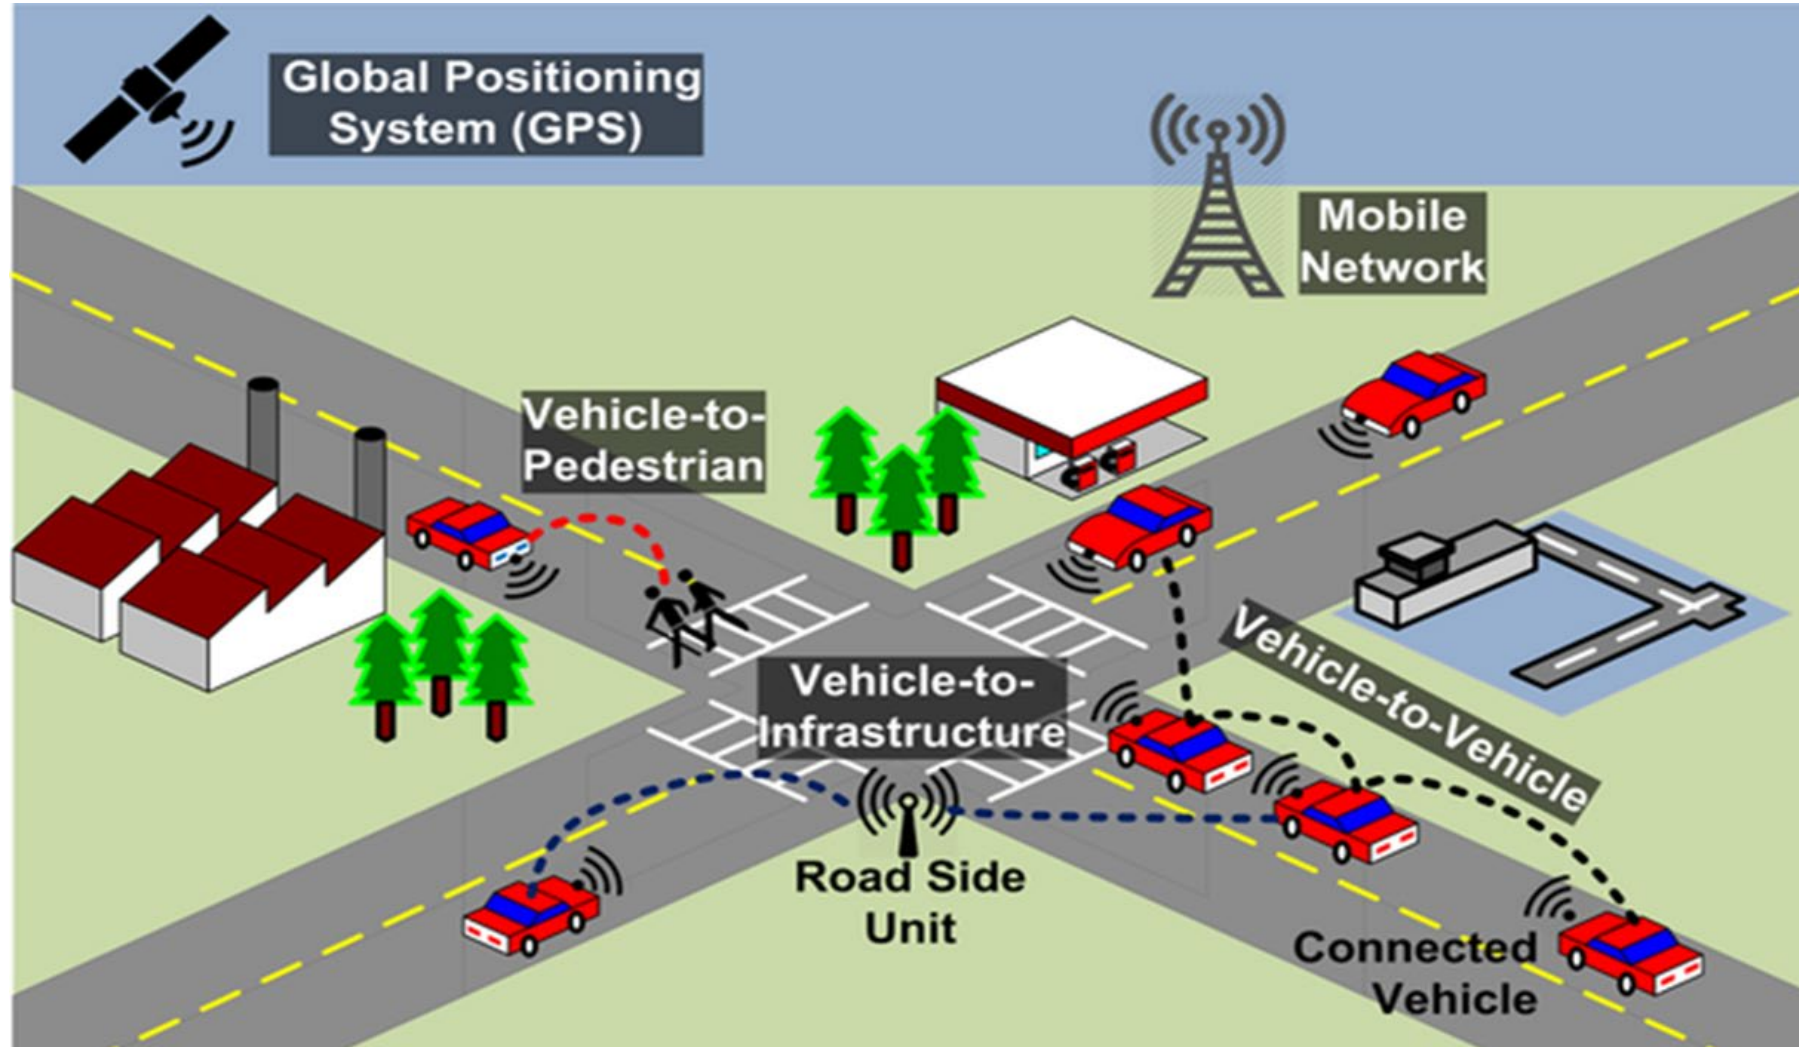 Global Positioning
System (GPS)
Mobile
Network
Vehicle-to-
Pedestrian
Vehicle-to-Vehicle
Vehicle-to-
Infrastructure
Road Side
Unit
Connected
Vehicle